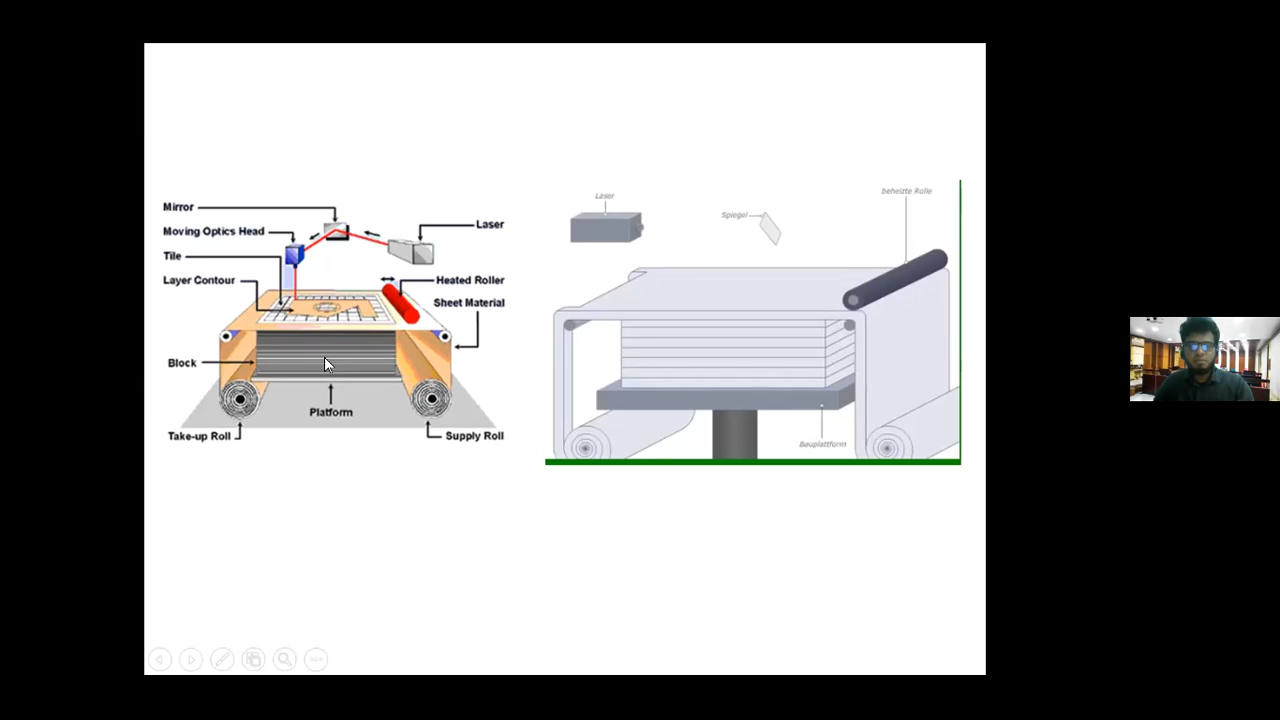 Mirror
Moving Optics Head
Tile
Layer Contour
Laser
Heated Roller
Sheet Material
Block
Platform
Take-up Roll
Supply Roll
Laser
Spiegel
beheizte Rolle
Bauplattform